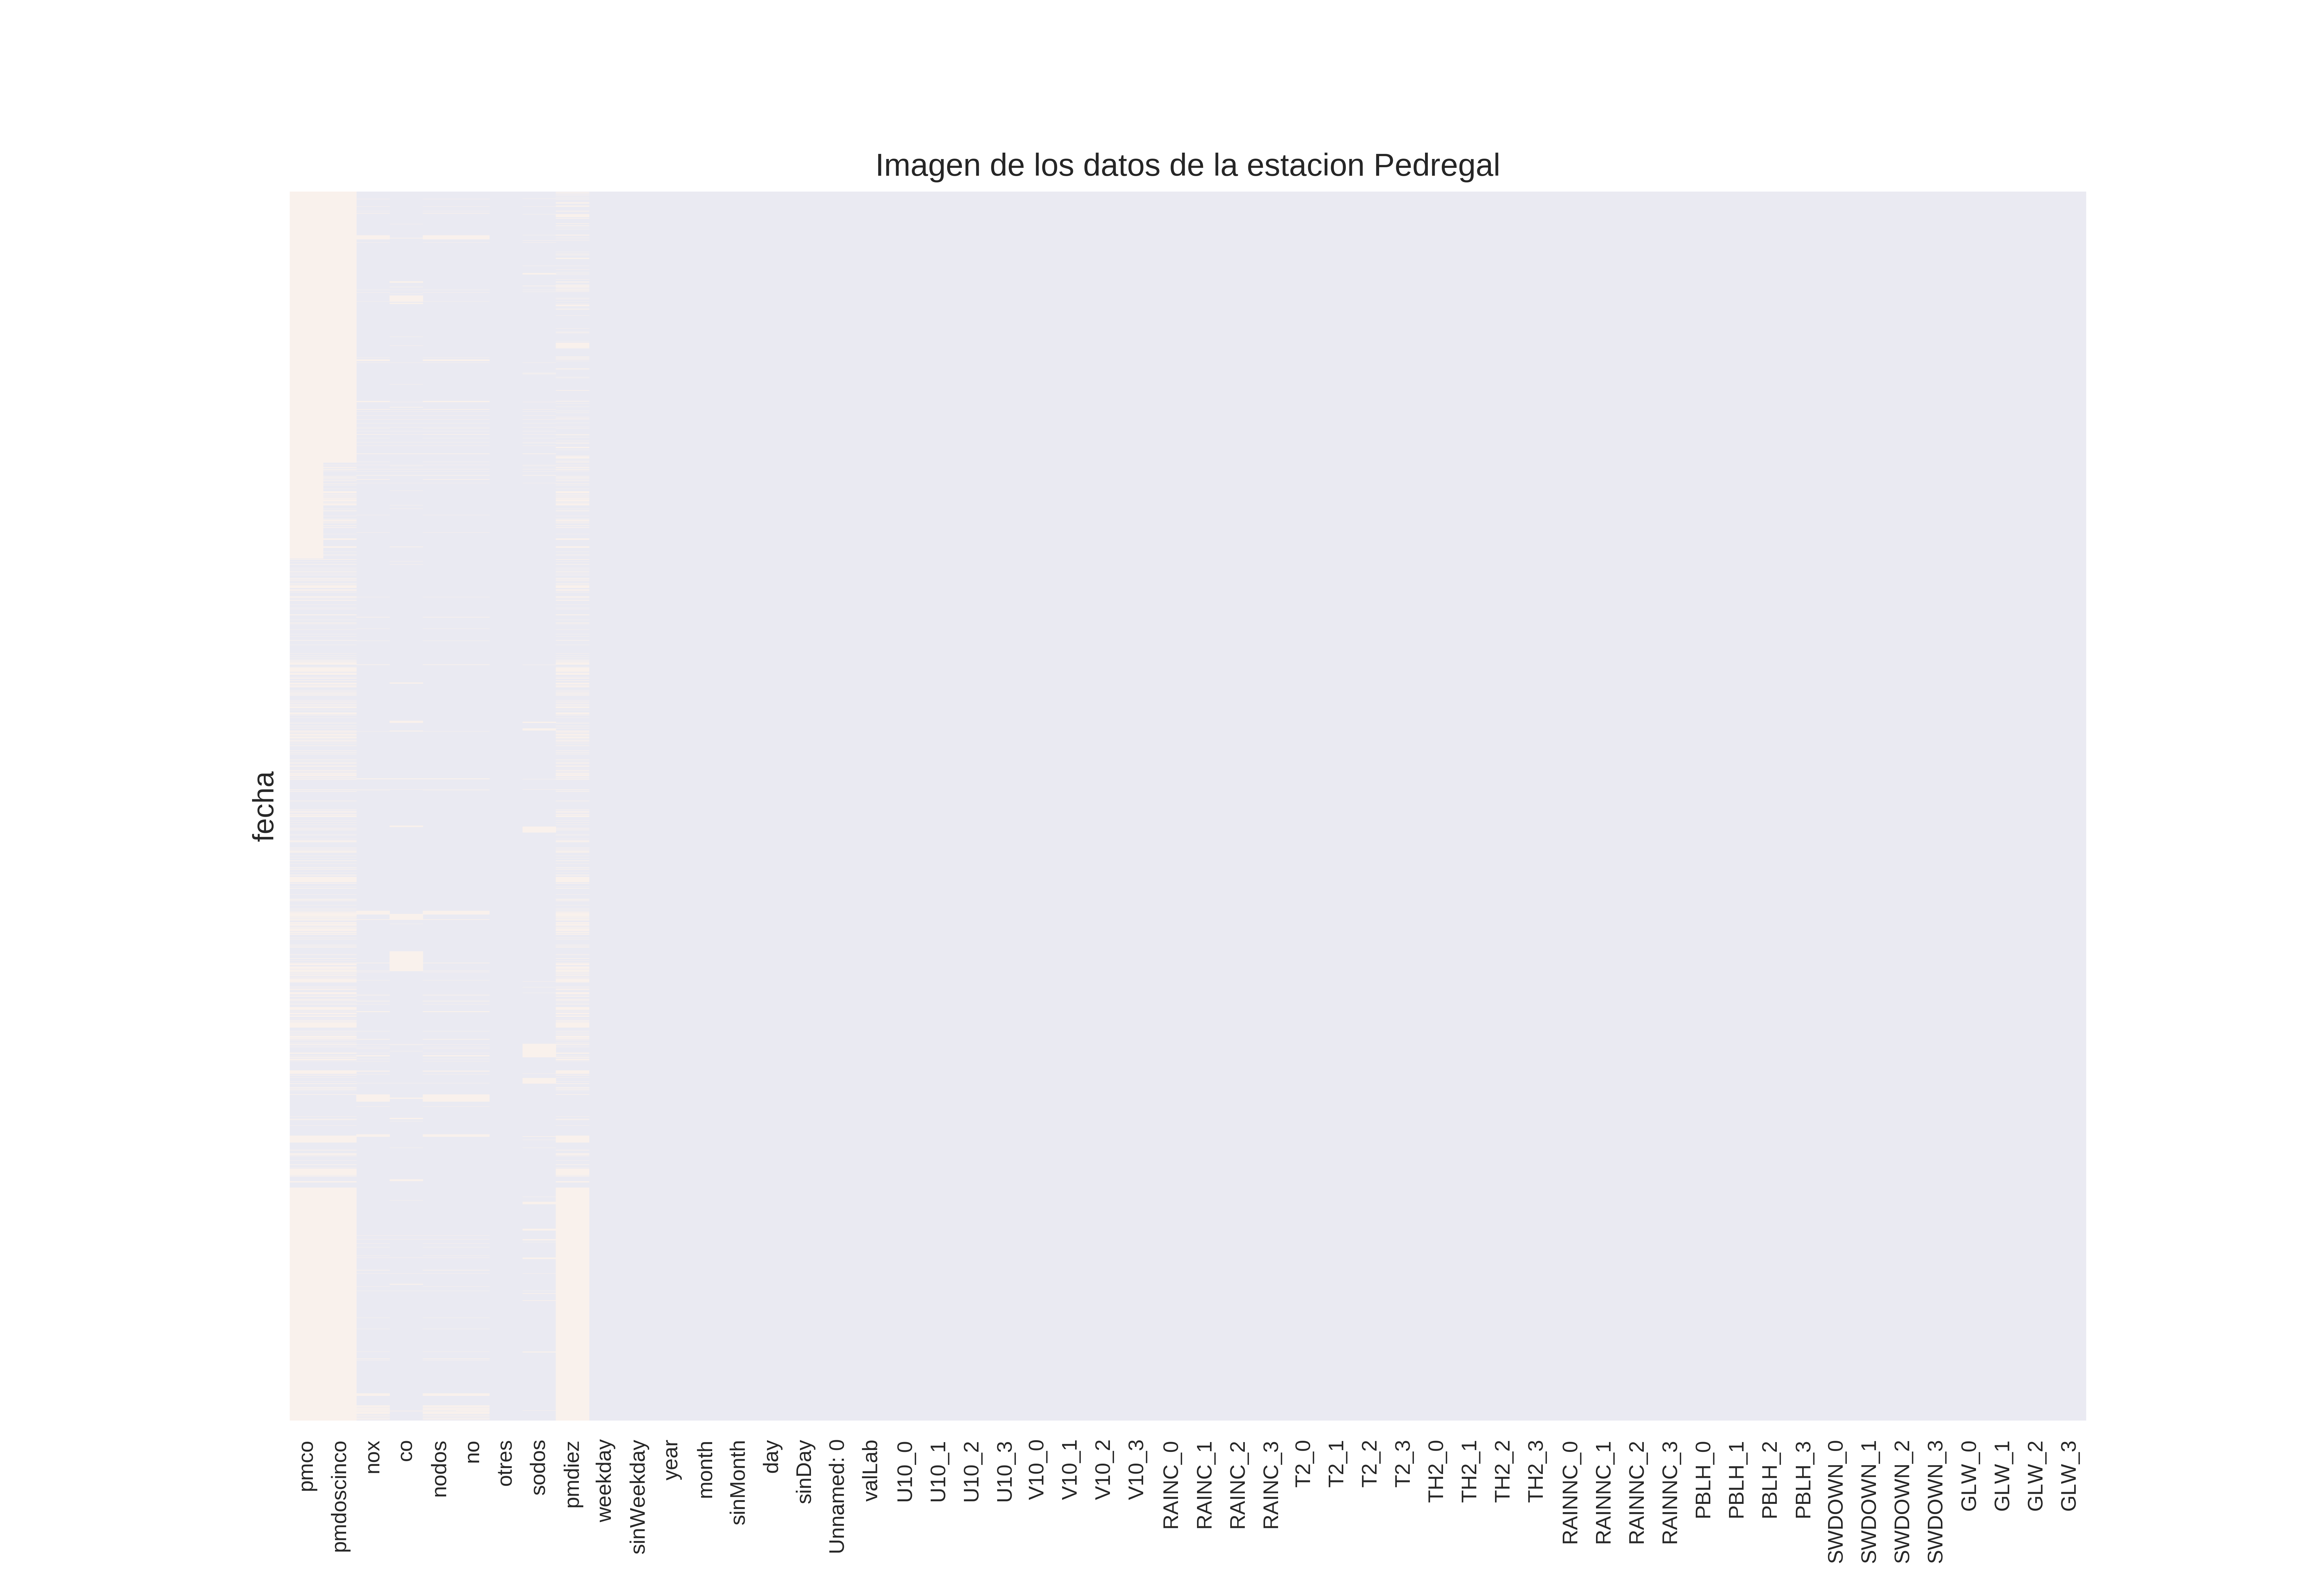 Imagen de los datos de la estacion Pedregal
fecha
pmco
pmdoscinco
nox
co
nodos
no
otres
sodos
pmdiez
weekday
sinWeekday
year
month
sinMonth
day
sinDay
Unnamed: 0
valLab
U10_0
U10_1
U10_2
U10_3
V10_0
V10_1
V10_2
V10_3
RAINC_0
RAINC_1
RAINC_2
RAINC_3
T2_0
T2_1
T2_2
T2_3
TH2_0
TH2_1
TH2_2
TH2_3
RAINNC_0
RAINNC_1
RAINNC_2
RAINNC_3
PBLH_0
PBLH_1
PBLH_2
PBLH_3
SWDOWN_0
SWDOWN_1
SWDOWN_2
SWDOWN_3
GLW_0
GLW_1
GLW_2
GLW_3